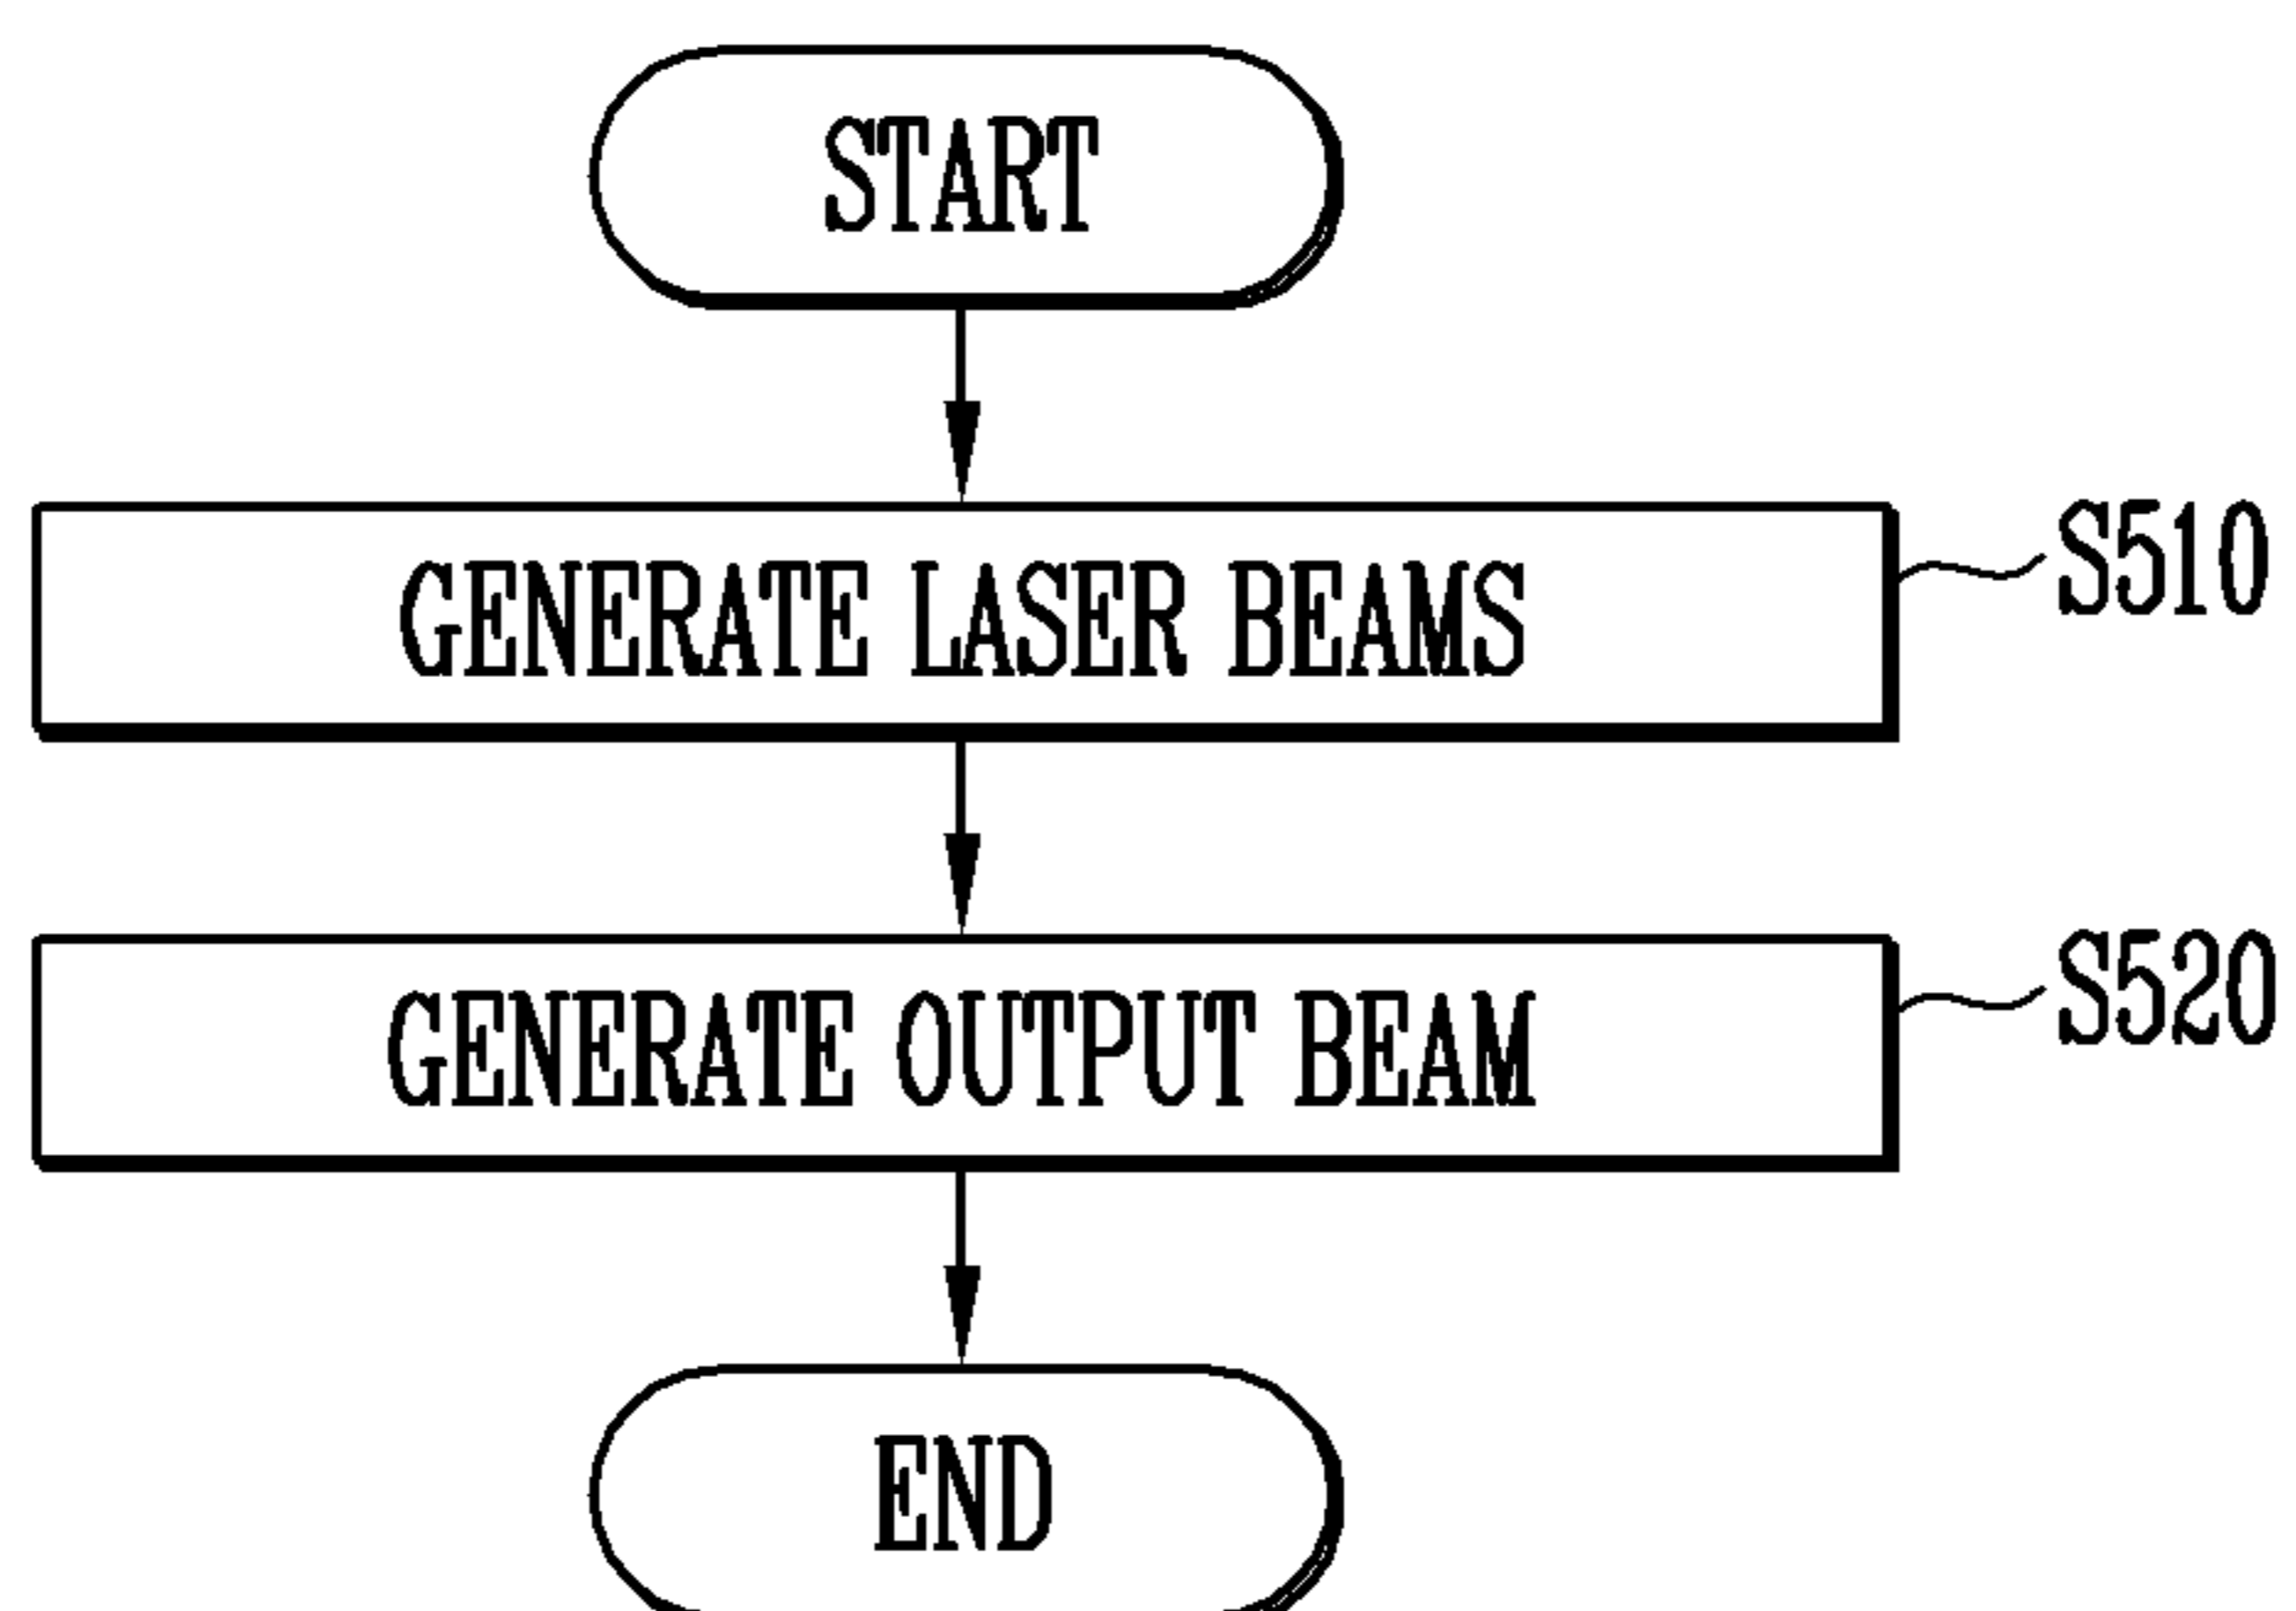 START
GENERATE LASER BEAMS
S510
GENERATE OUTPUT BEAM
S520
END